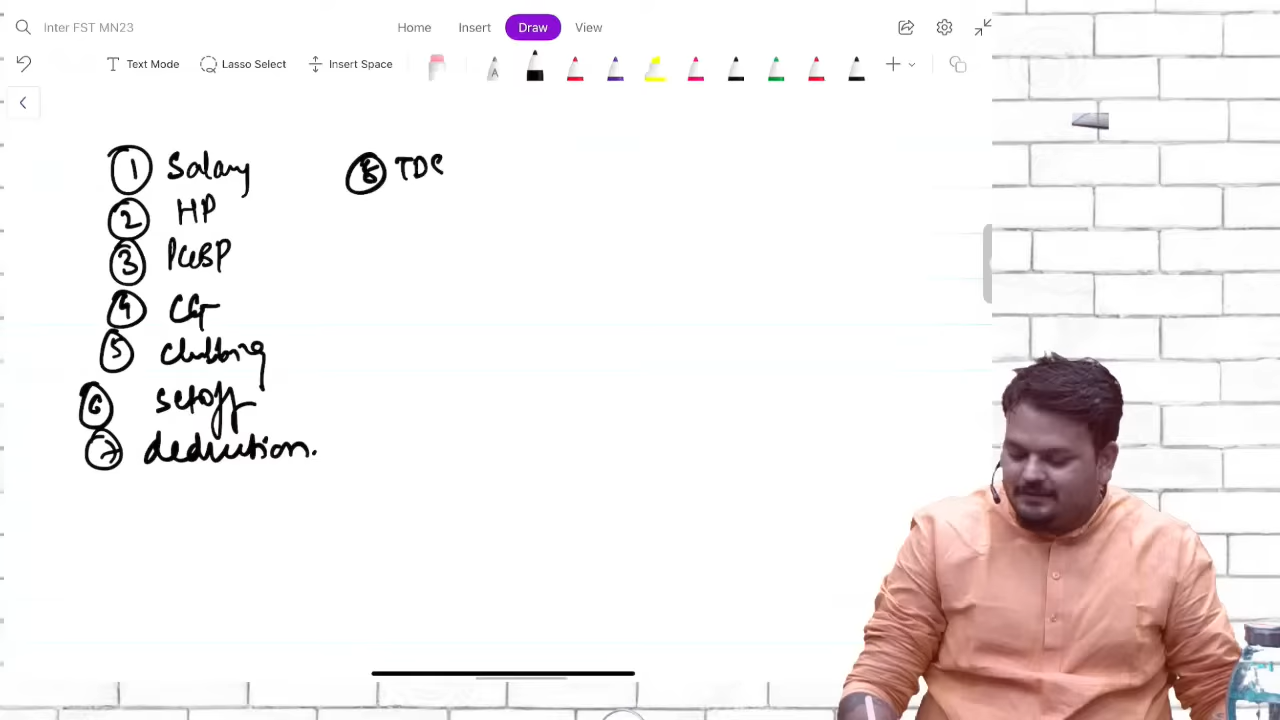 Inter FST MN23
Home Insert Draw View
Text Mode Lasso Select Insert Space
A
1 Salary
2 HP
3 PGBP
4 CG
5 Clubbing
6 Setoff
7 deduction.
8 TDS